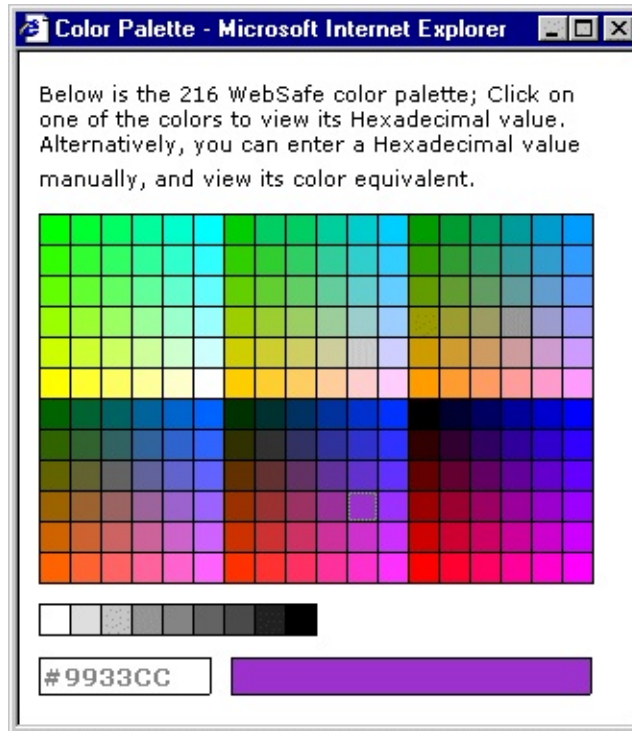 Color Palette - Microsoft Internet Explorer
Below is the 216 WebSafe color palette; Click on
one of the colors to view its Hexadecimal value.
Alternatively, you can enter a Hexadecimal value
manually, and view its color equivalent.
#9933CC